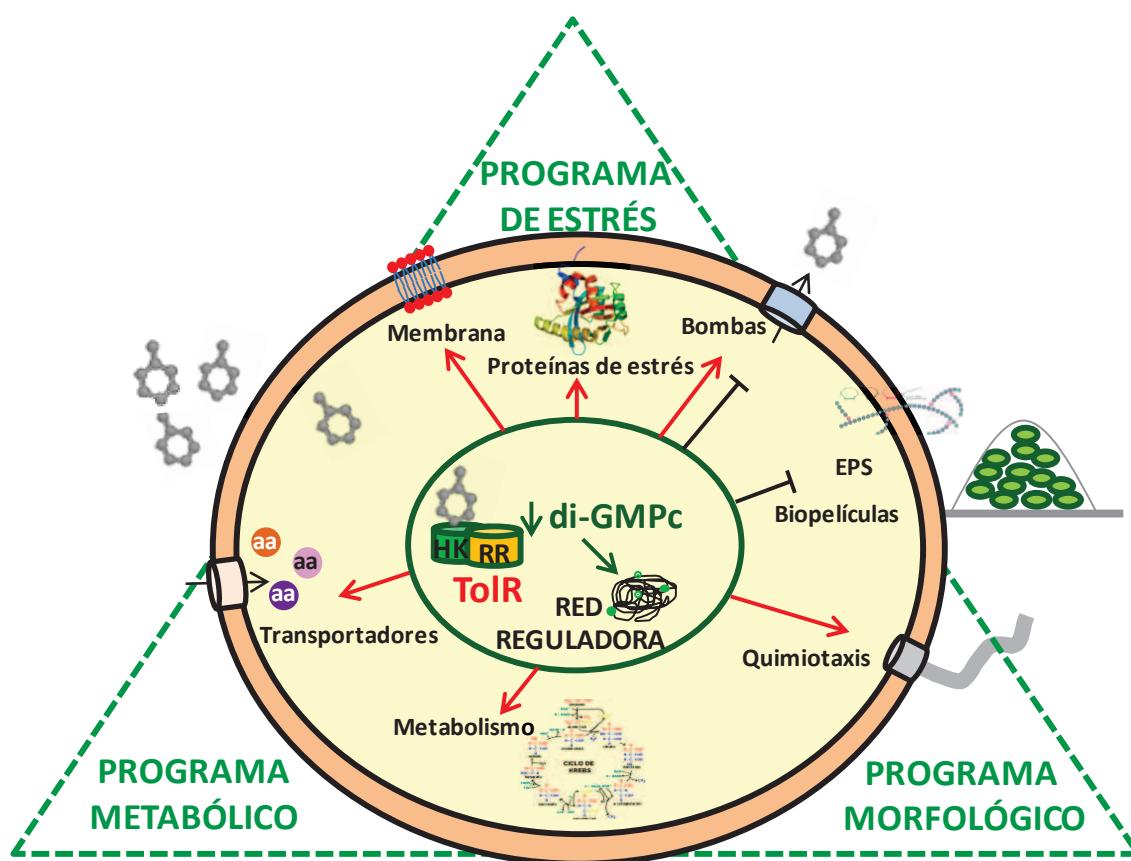 PROGRAMA
DE ESTRÉS
Membrana
Proteínas de estrés
Bombas
EPS
Biopelículas
di-GMPc
HK
RR
TolR
RED
REGULADORA
aa
aa
aa
Transportadores
Quimiotaxis
Metabolismo
CICLO DE
KREBS
PROGRAMA
METABÓLICO
PROGRAMA
MORFOLÓGICO